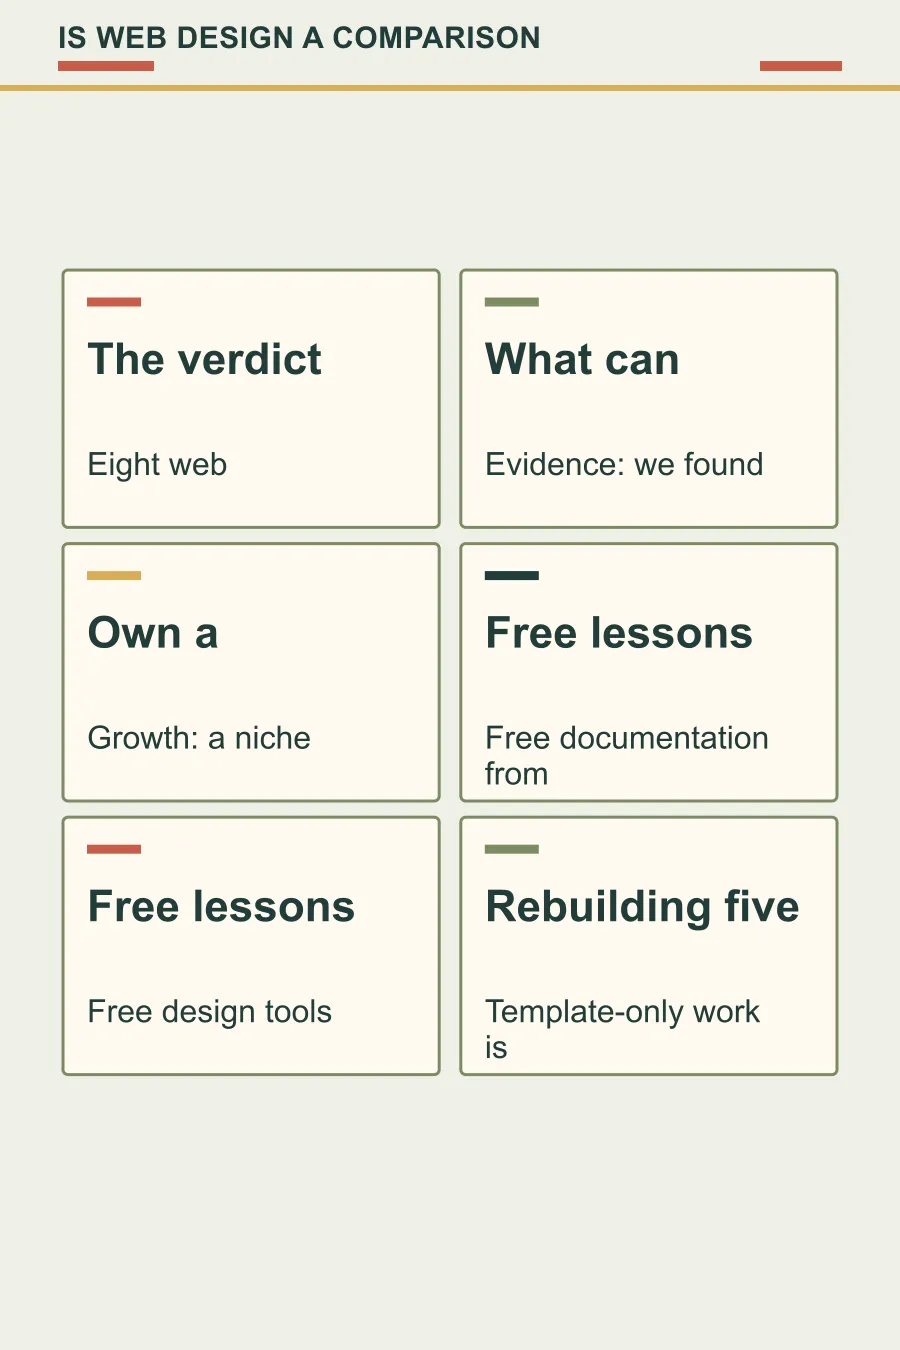 IS WEB DESIGN A COMPARISON
The verdict
Eight web
What can
Evidence: we found
Own a
Growth: a niche
Free lessons
Free documentation
from
Free lessons
Free design tools
Rebuilding five
Template-only work
is